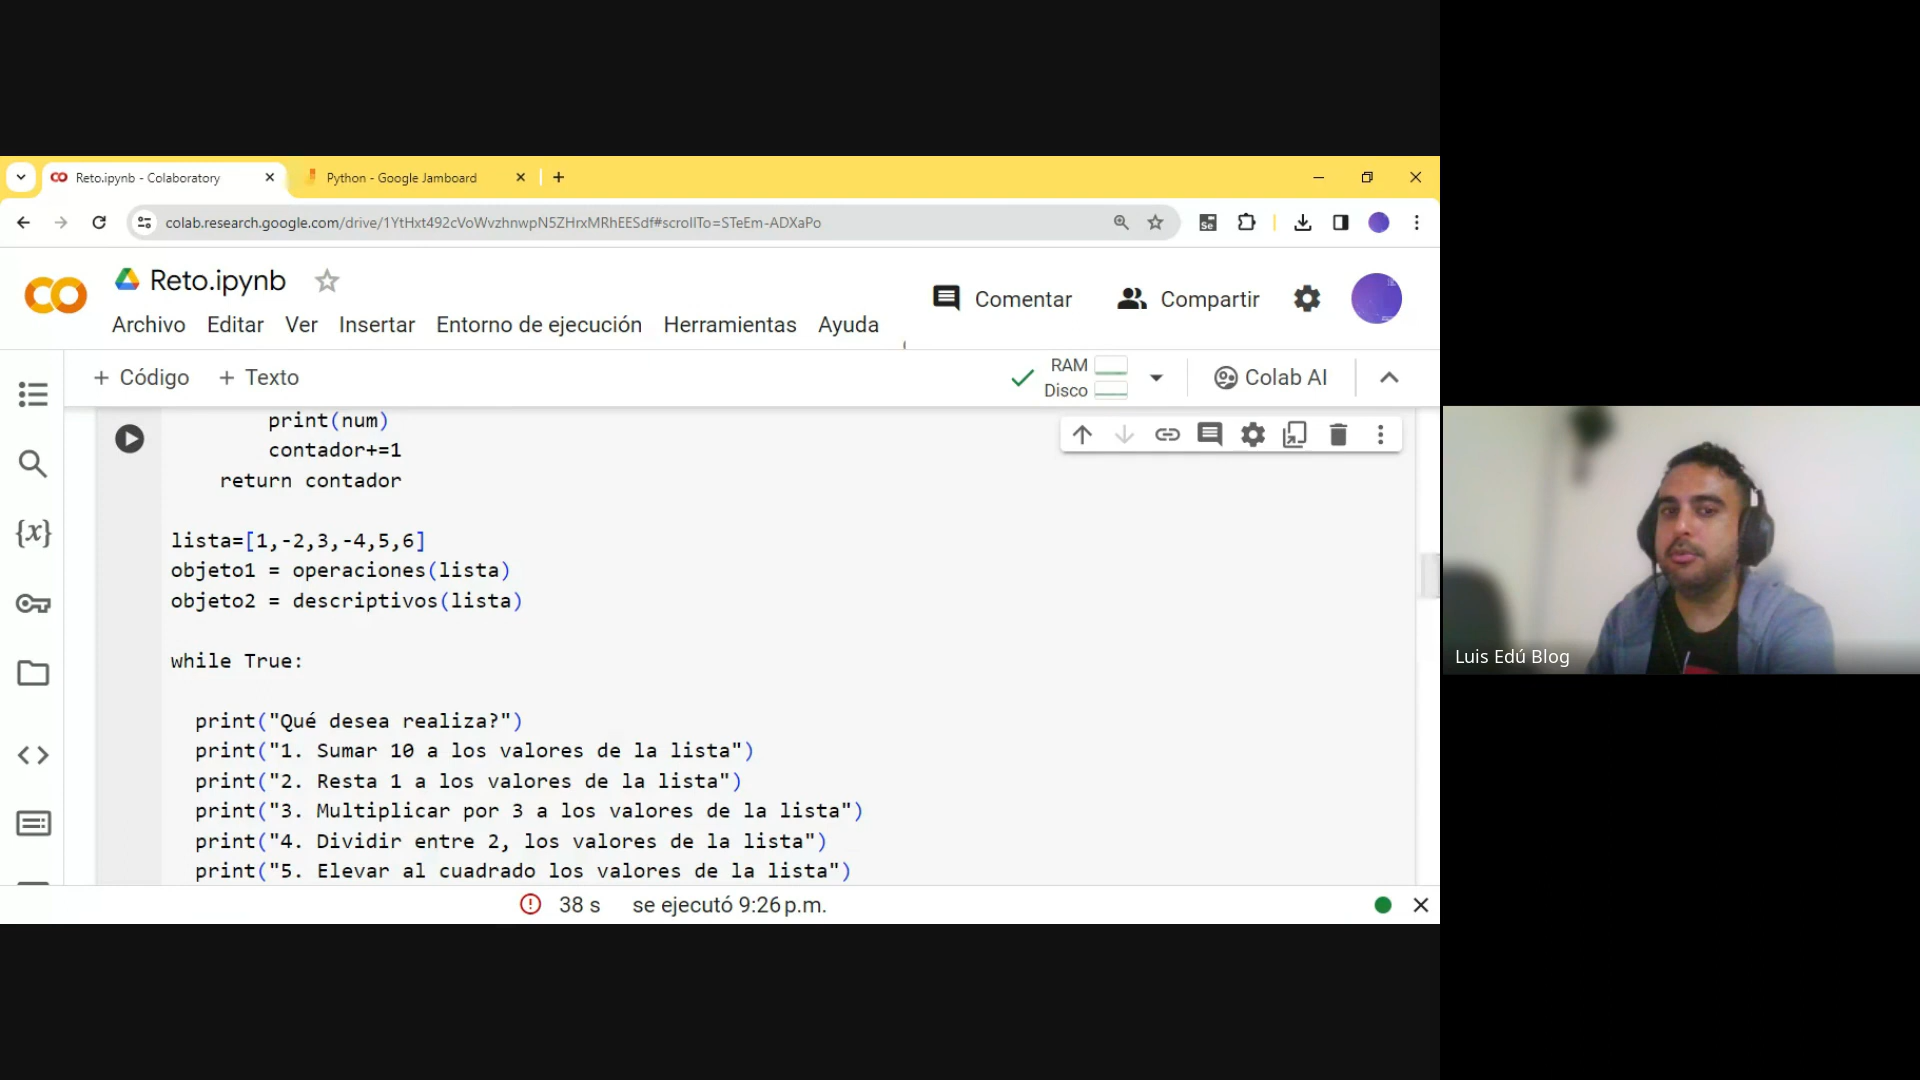 Reto.ipynb - Colaboratory
Python - Google Jamboard
colab.research.google.com/drive/1YtHxt492cVoWvzhnwpN5ZHrxMRhEESdf#scrollTo=STeEm-ADXaPo
Reto.ipynb
Comentar
Compartir
Archivo Editar Ver Insertar Entorno de ejecución Herramientas Ayuda
+ Código + Texto
RAM
Disco
Colab AI
print(num)
contador+=1
return contador
lista=[1,-2,3,-4,5,6]
objeto1 = operaciones(lista)
objeto2 = descriptivos(lista)
while True:
print("Qué desea realiza?")
print("1. Sumar 10 a los valores de la lista")
print("2. Resta 1 a los valores de la lista")
print("3. Multiplicar por 3 a los valores de la lista")
print("4. Dividir entre 2, los valores de la lista")
print("5. Elevar al cuadrado los valores de la lista")
38 s se ejecutó 9:26 p.m.
Luis Edú Blog